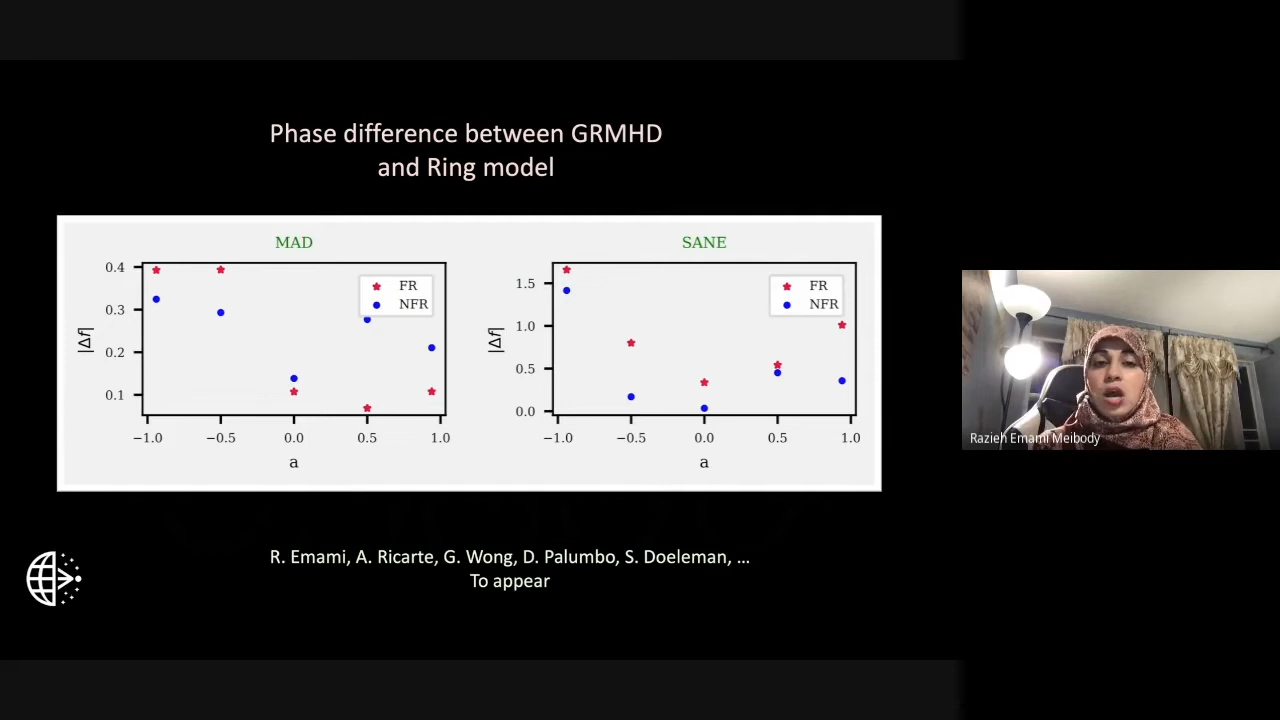 Phase difference between GRMHD
and Ring model
MAD
0.4
0.3
0.2
0.1
|Δf|
FR
NFR
−1.0 −0.5 0.0 0.5 1.0
a
SANE
1.5
1.0
0.5
0.0
|Δf|
FR
NFR
−1.0 −0.5 0.0 0.5 1.0
a
R. Emami, A. Ricarte, G. Wong, D. Palumbo, S. Doeleman, ...
To appear
Razieh Emami Meibody